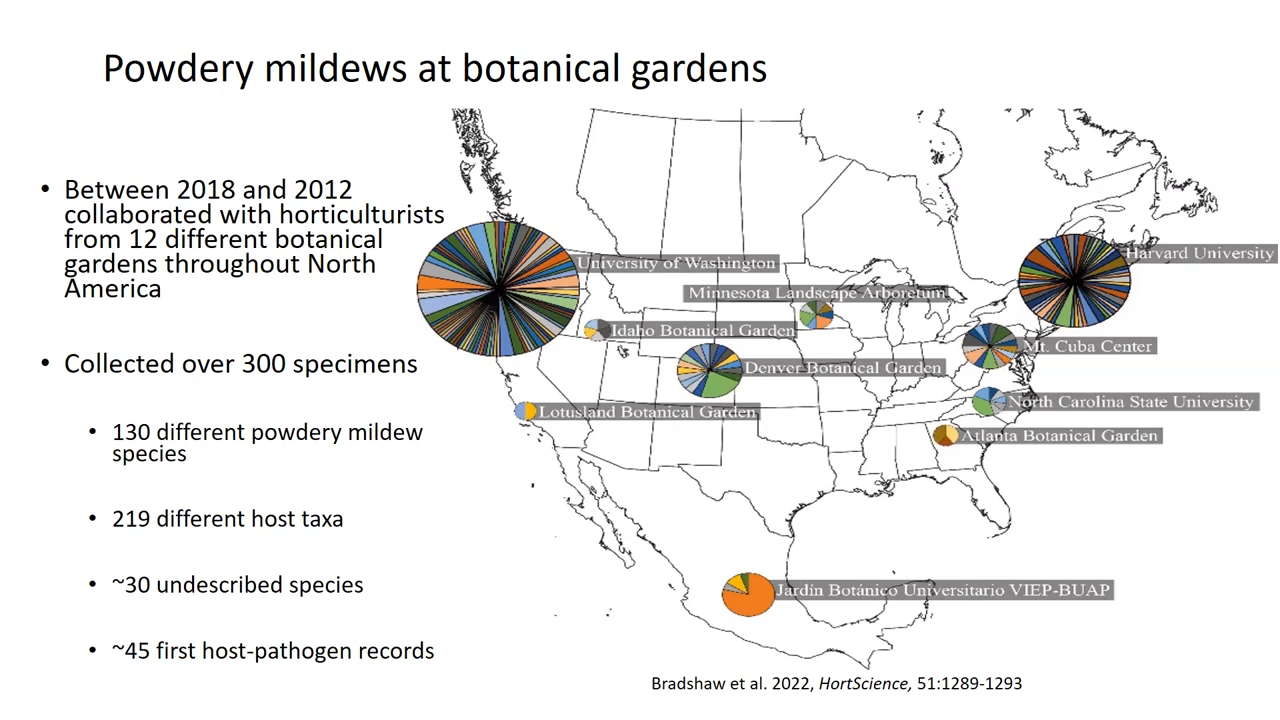 Powdery mildews at botanical gardens
• Between 2018 and 2012
collaborated with horticulturists
from 12 different botanical
gardens throughout North
America
• Collected over 300 specimens
• 130 different powdery mildew
species
• 219 different host taxa
• ~30 undescribed species
• ~45 first host-pathogen records
University of Washington
Harvard University
Minnesota Landscape Arboretum
Idaho Botanical Garden
Mt. Cuba Center
Denver Botanical Garden
North Carolina State University
Lotusland Botanical Garden
Atlanta Botanical Garden
Jardín Botánico Universitario VIEP-BUAP
Bradshaw et al. 2022, HortScience, 51:1289-1293